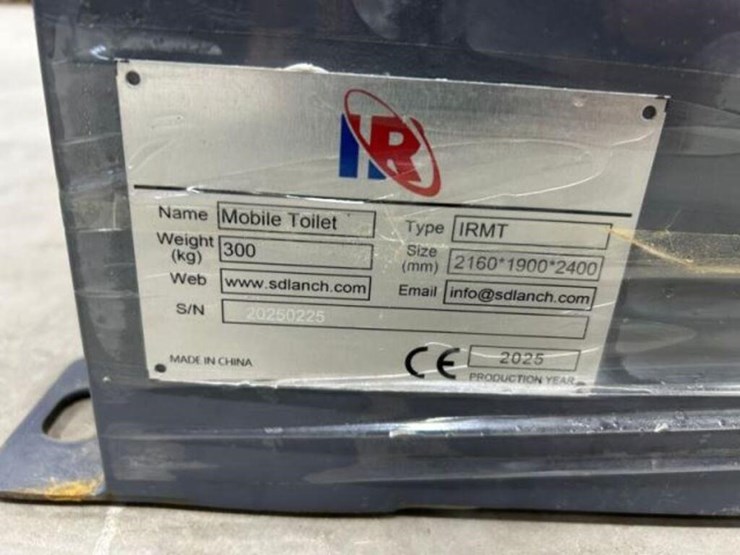 IR
Name Mobile Toilet Type IRMT
Weight (kg) 300 Size (mm) 2160*1900*2400
Web www.sdlanch.com Email info@sdlanch.com
S/N 20250225
MADE IN CHINA CE 2025
PRODUCTION YEAR